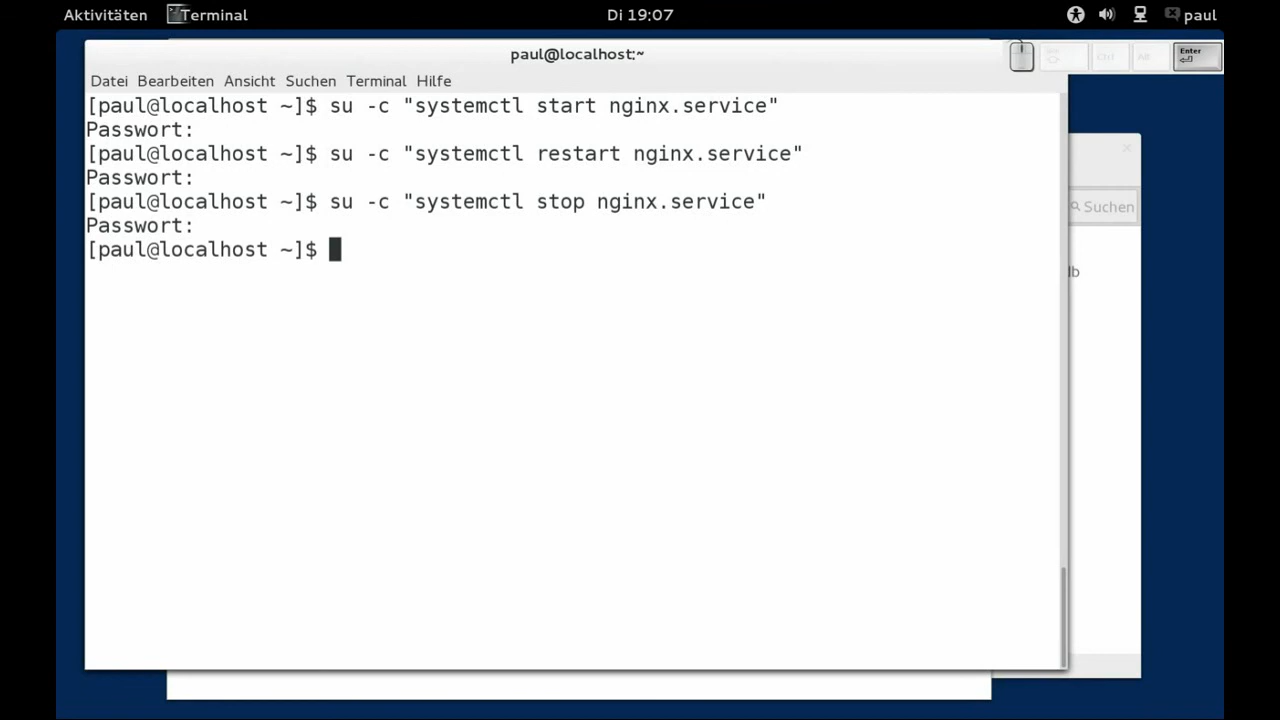 Aktivitäten Terminal Di 19:07 paul
paul@localhost:~
Enter
Ctrl Alt
Datei Bearbeiten Ansicht Suchen Terminal Hilfe
[paul@localhost ~]$ su -c "systemctl start nginx.service"
Passwort:
[paul@localhost ~]$ su -c "systemctl restart nginx.service"
Passwort:
[paul@localhost ~]$ su -c "systemctl stop nginx.service"
Passwort:
[paul@localhost ~]$
Suchen